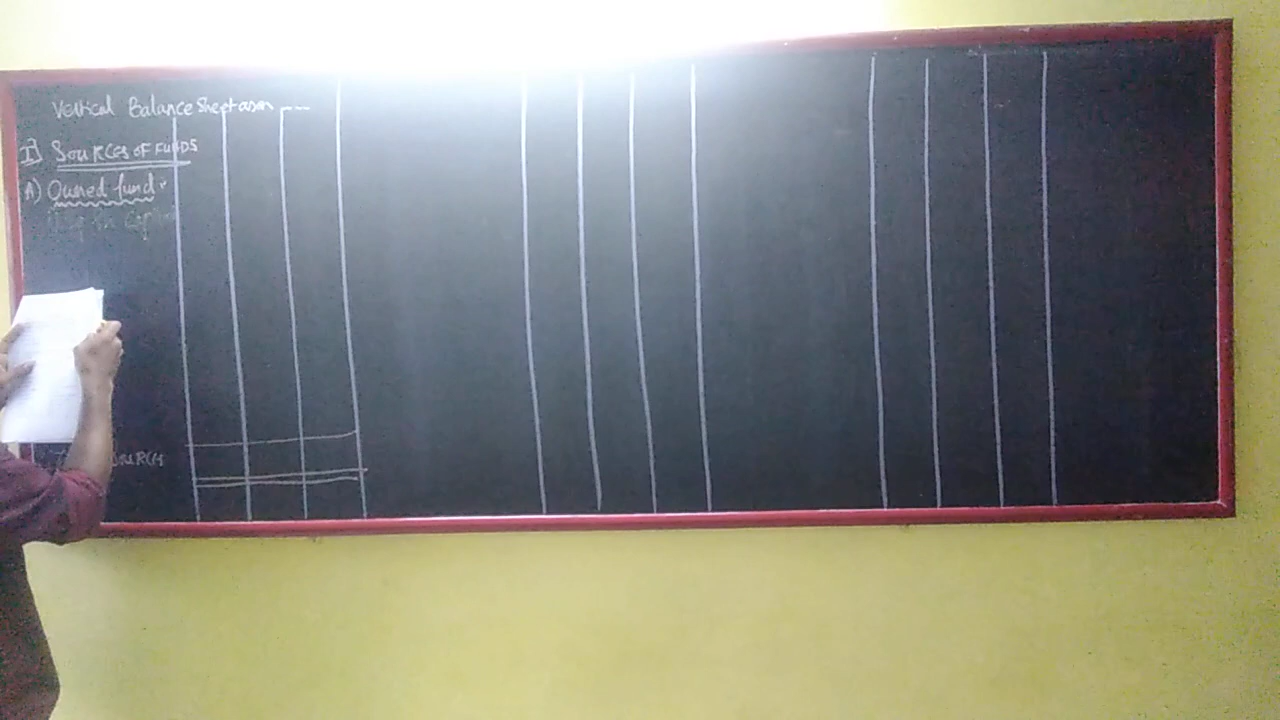 Vertical Balance Sheet as on ----
I] SOURCES OF FUNDS
A) Owned fund: